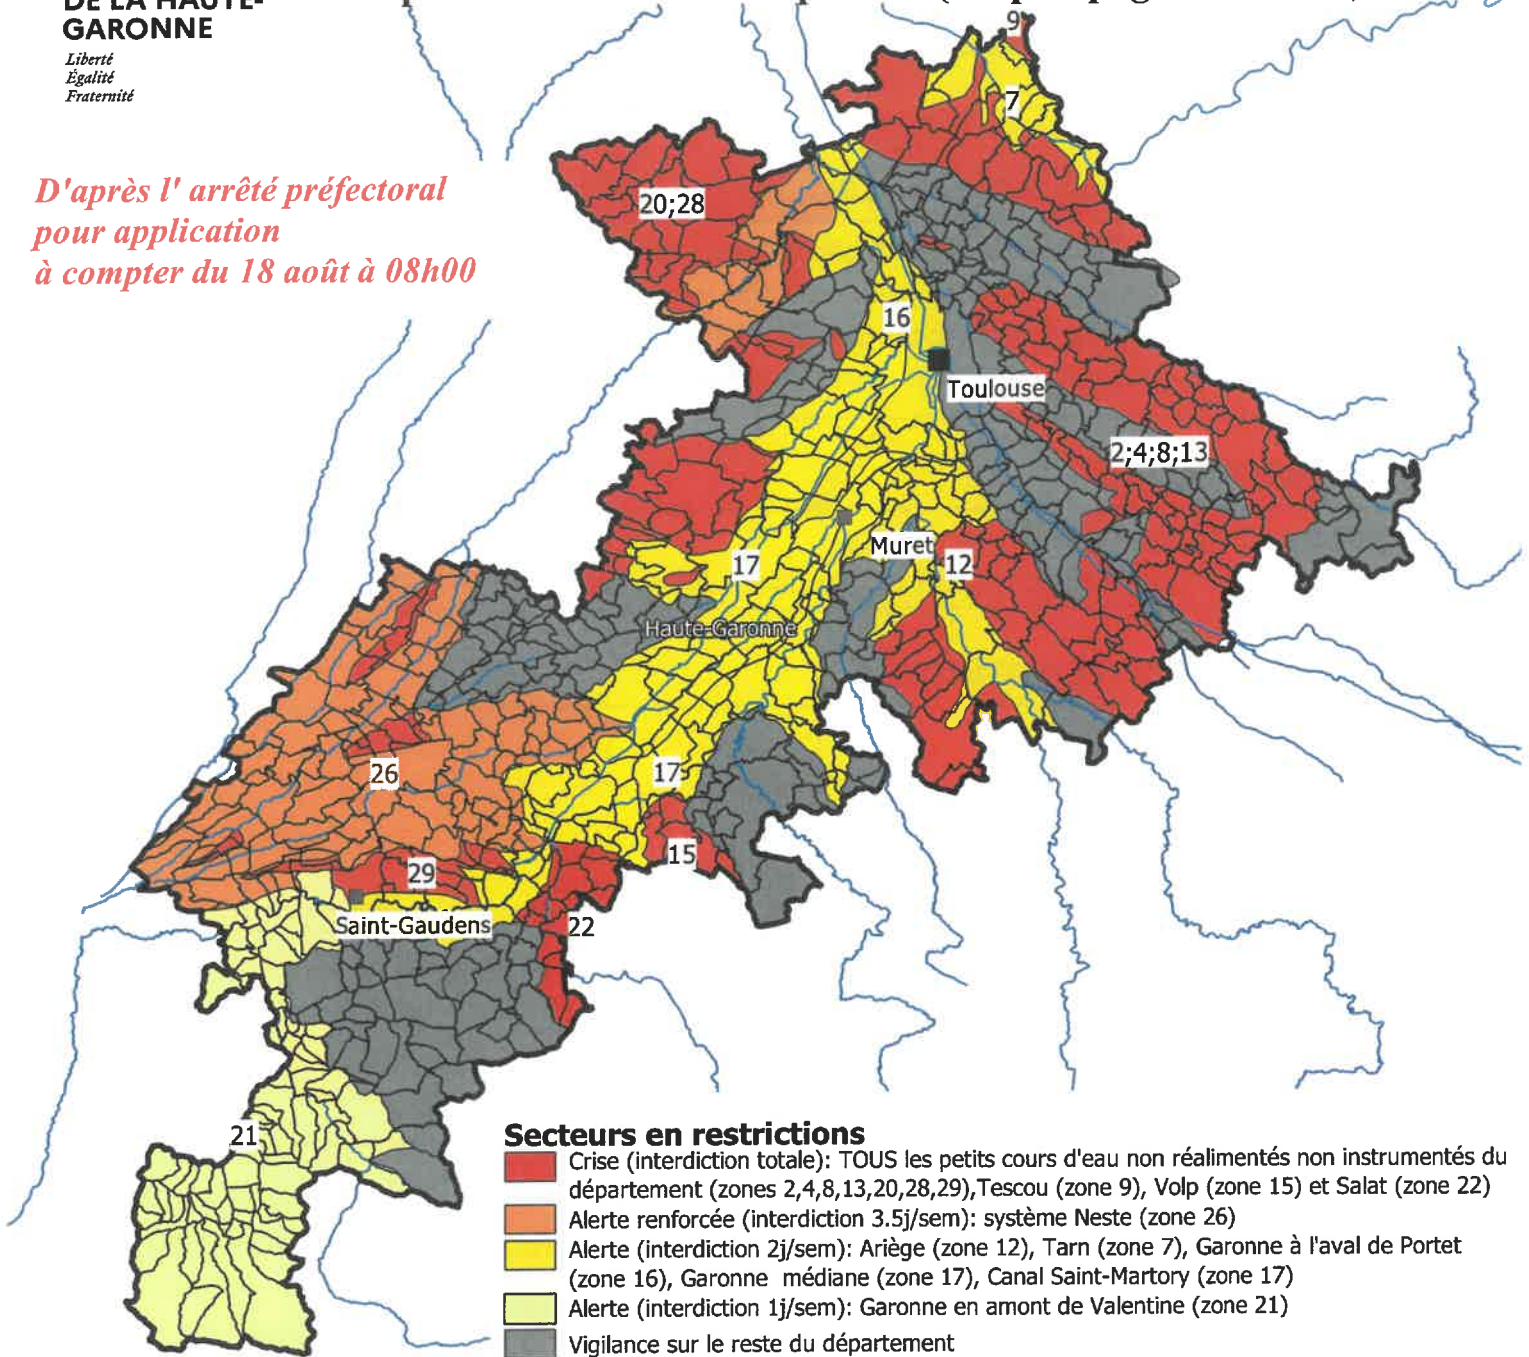 DE LA HAUTE-
GARONNE
Liberté
Égalité
Fraternité
D'après l' arrêté préfectoral
pour application
à compter du 18 août à 08h00
9
7
20;28
16
Toulouse
2;4;8;13
Muret
12
17
Haute-Garonne
26
17
15
29
Saint-Gaudens
22
21
Secteurs en restrictions
Crise (interdiction totale): TOUS les petits cours d'eau non réalimentés non instrumentés du
département (zones 2,4,8,13,20,28,29),Tescou (zone 9), Volp (zone 15) et Salat (zone 22)
Alerte renforcée (interdiction 3.5j/sem): système Neste (zone 26)
Alerte (interdiction 2j/sem): Ariège (zone 12), Tarn (zone 7), Garonne à l'aval de Portet
(zone 16), Garonne médiane (zone 17), Canal Saint-Martory (zone 17)
Alerte (interdiction 1j/sem): Garonne en amont de Valentine (zone 21)
Vigilance sur le reste du département